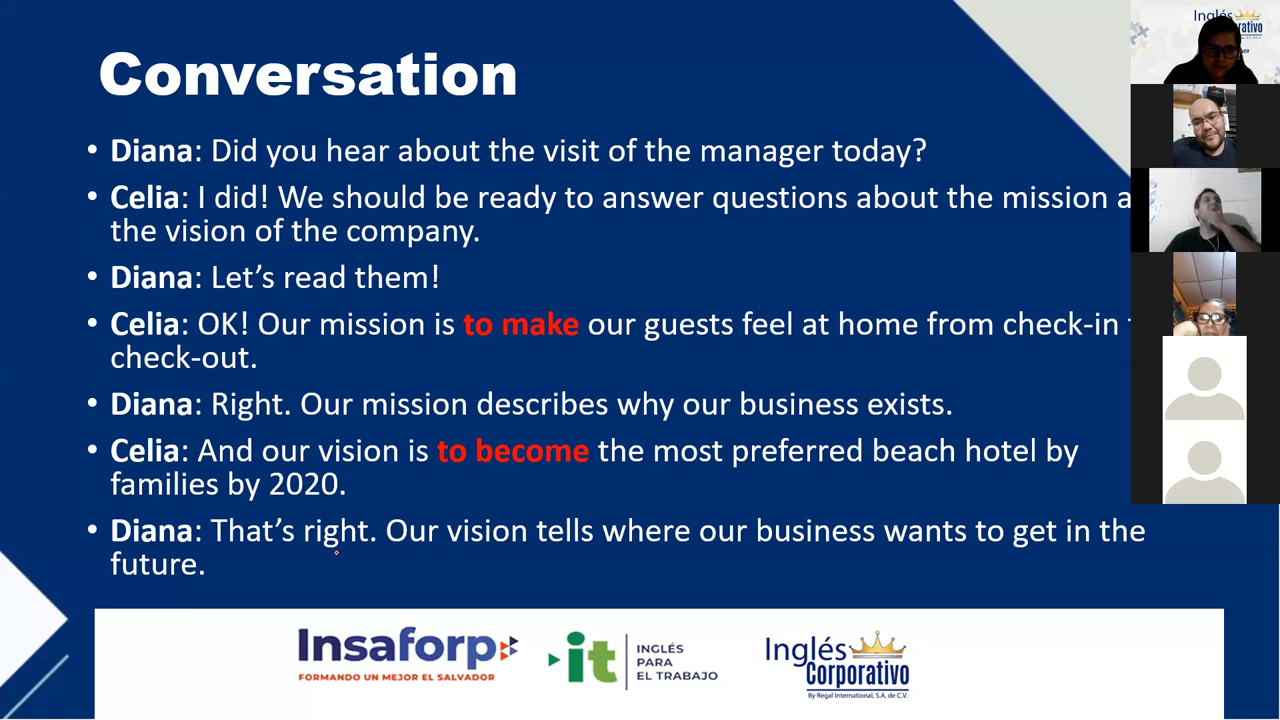 Conversation
• Diana: Did you hear about the visit of the manager today?
• Celia: I did! We should be ready to answer questions about the mission a
the vision of the company.
• Diana: Let’s read them!
• Celia: OK! Our mission is to make our guests feel at home from check-in
check-out.
• Diana: Right. Our mission describes why our business exists.
• Celia: And our vision is to become the most preferred beach hotel by
families by 2020.
• Diana: That’s right. Our vision tells where our business wants to get in the
future.
Insaforp
FORMANDO UN MEJOR EL SALVADOR
it
INGLÉS
PARA
EL TRABAJO
Inglés
Corporativo
By Regal International, S.A. de C.V.
Inglés
rativo